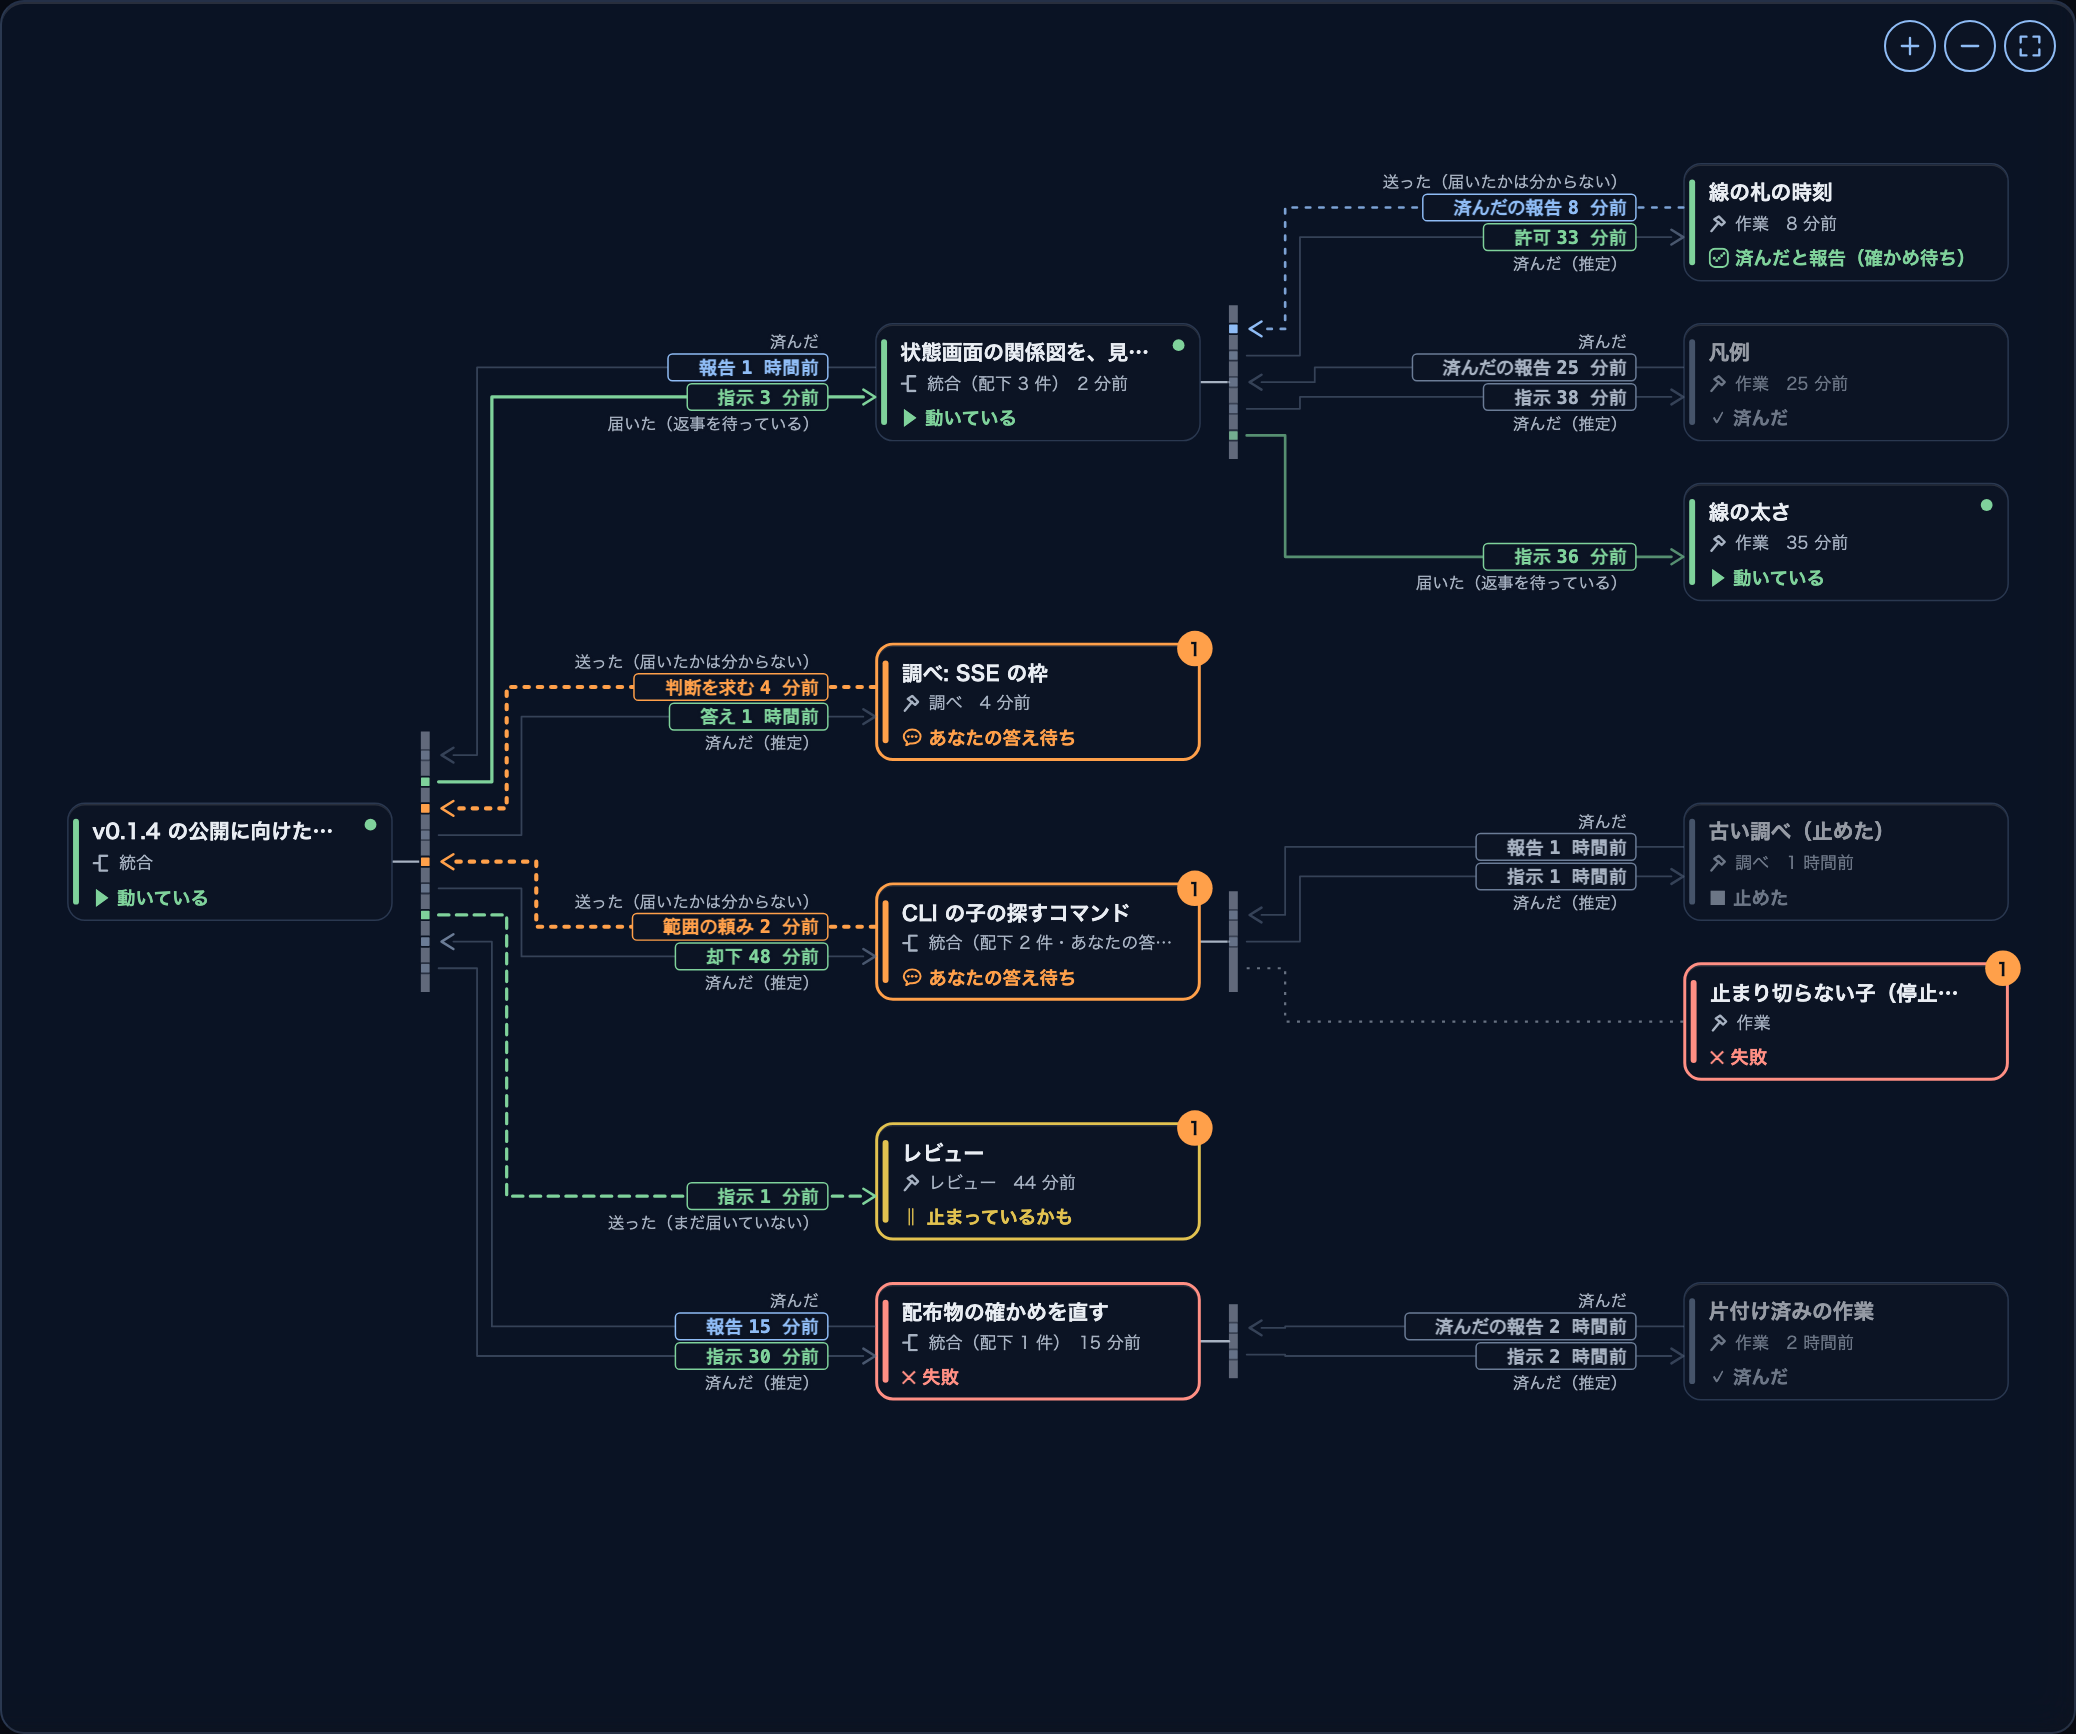 送った（届いたかは分からない）
済んだの報告 8 分前
許可 33 分前
済んだ（推定）
線の札の時刻
作業 8 分前
済んだと報告（確かめ待ち）
済んだ
報告 1 時間前
指示 3 分前
届いた（返事を待っている）
状態画面の関係図を、見…
統合（配下 3 件） 2 分前
動いている
済んだ
済んだの報告 25 分前
指示 38 分前
済んだ（推定）
凡例
作業 25 分前
済んだ
指示 36 分前
届いた（返事を待っている）
線の太さ
作業 35 分前
動いている
送った（届いたかは分からない）
判断を求む 4 分前
答え 1 時間前
済んだ（推定）
1
調べ: SSE の枠
調べ 4 分前
あなたの答え待ち
v0.1.4 の公開に向けた…
統合
動いている
送った（届いたかは分からない）
範囲の頼み 2 分前
却下 48 分前
済んだ（推定）
1
CLI の子の探すコマンド
統合（配下 2 件・あなたの答…
あなたの答え待ち
済んだ
報告 1 時間前
指示 1 時間前
済んだ（推定）
古い調べ（止めた）
調べ 1 時間前
止めた
1
止まり切らない子（停止…
作業
失敗
指示 1 分前
送った（まだ届いていない）
1
レビュー
レビュー 44 分前
止まっているかも
済んだ
報告 15 分前
指示 30 分前
済んだ（推定）
配布物の確かめを直す
統合（配下 1 件） 15 分前
失敗
済んだ
済んだの報告 2 時間前
指示 2 時間前
済んだ（推定）
片付け済みの作業
作業 2 時間前
済んだ